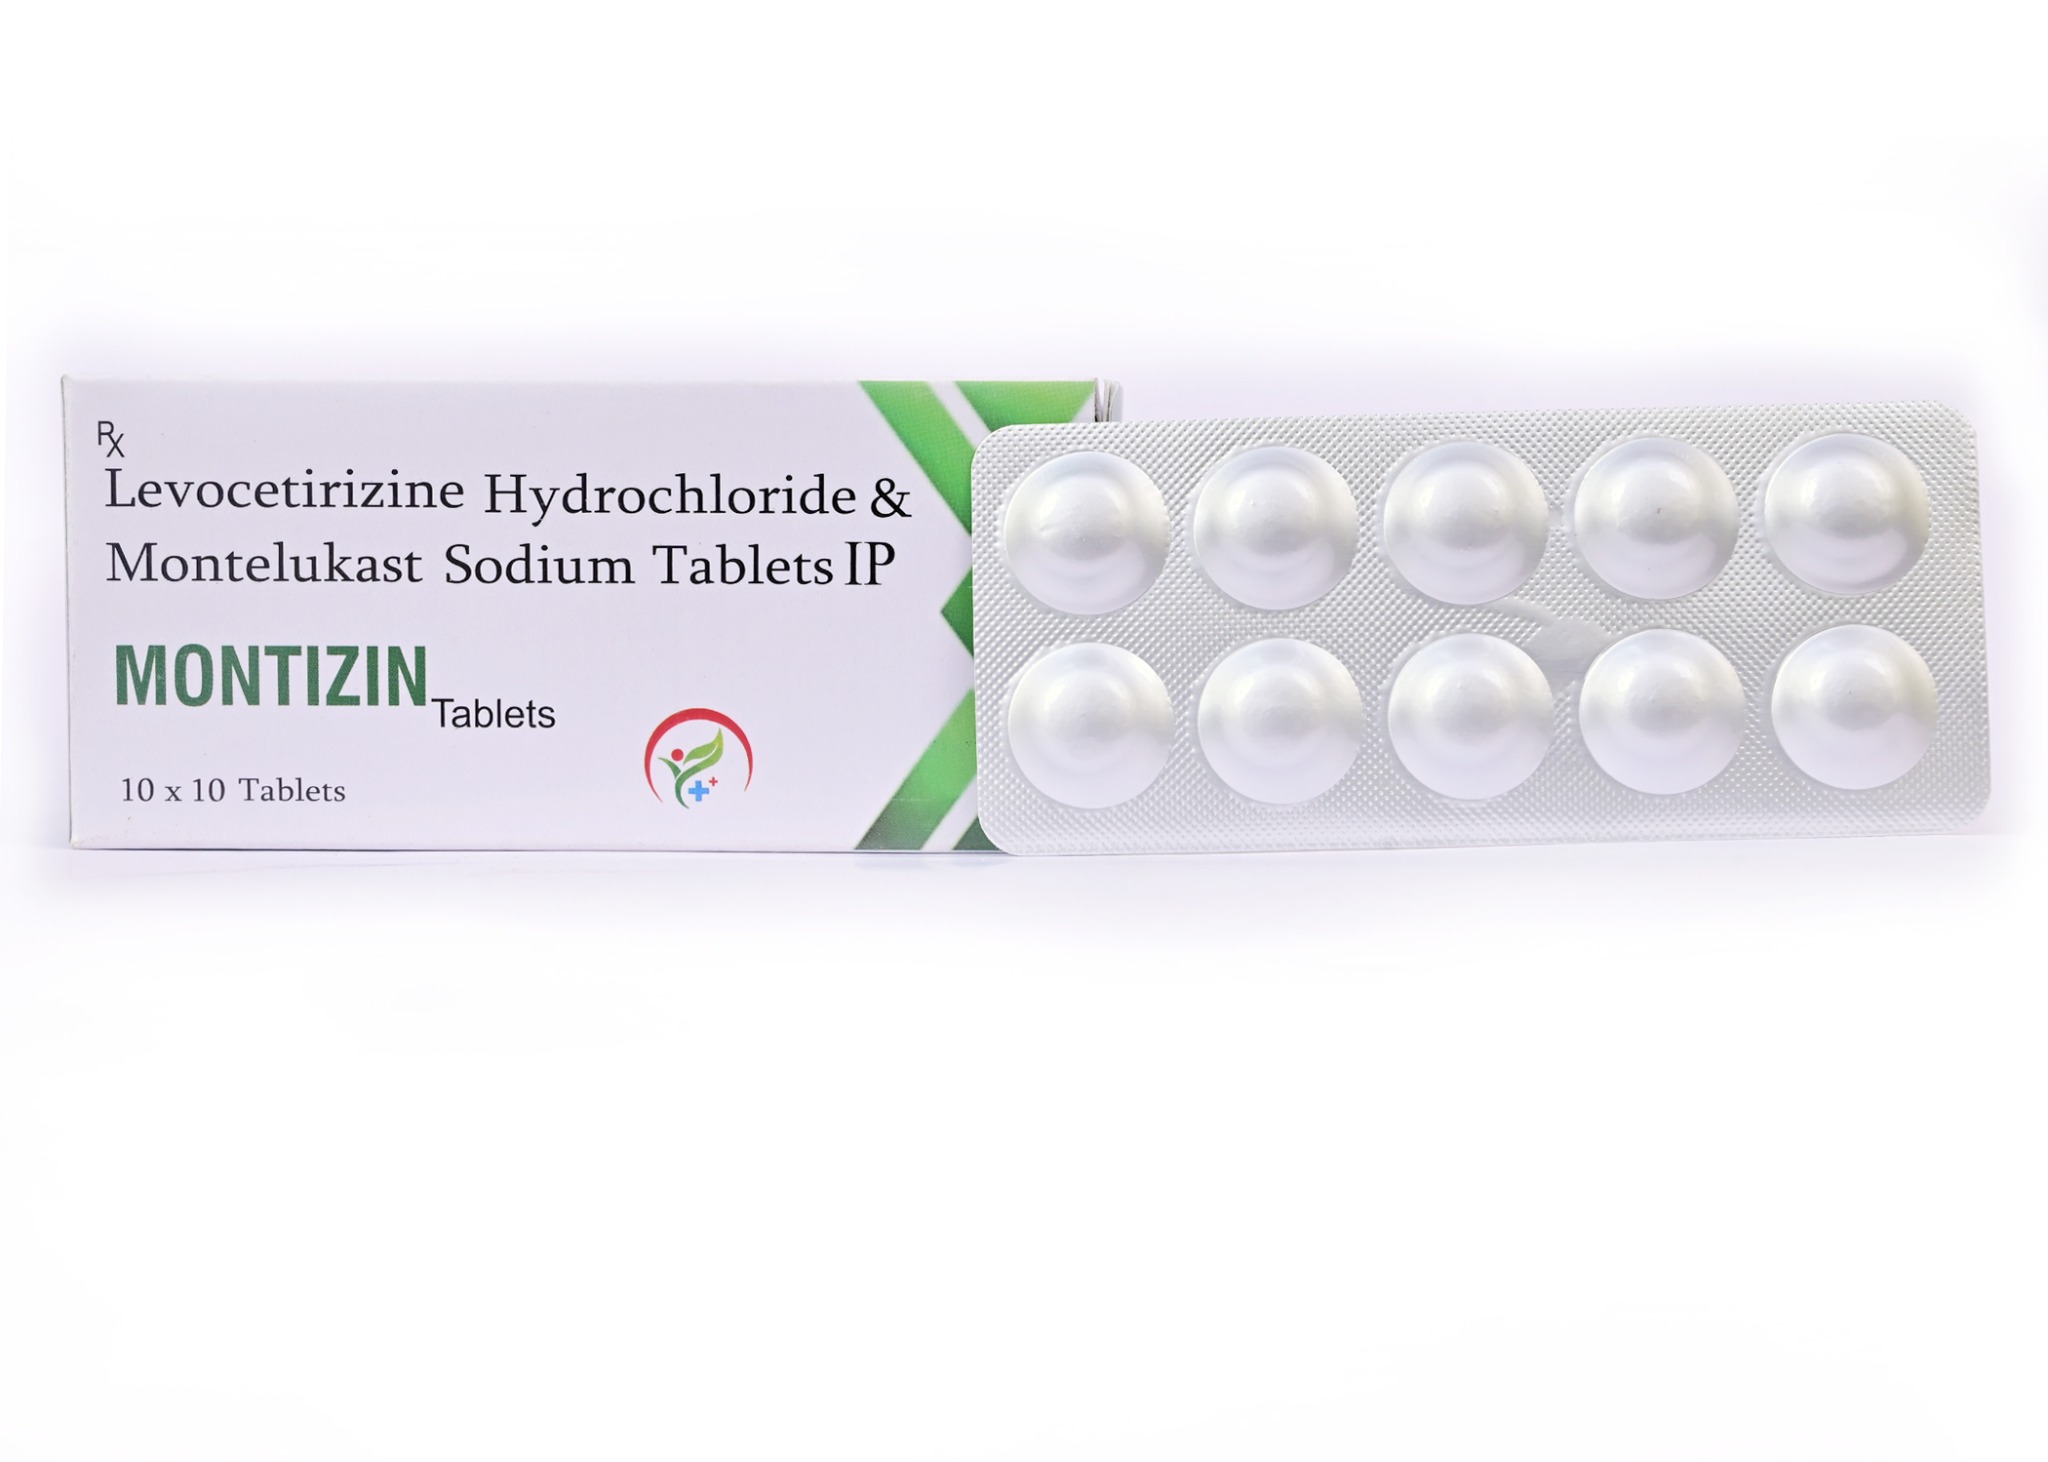 Rx
Levocetirizine Hydrochloride &
Montelukast Sodium Tablets IP
MONTIZIN Tablets
10 x 10 Tablets